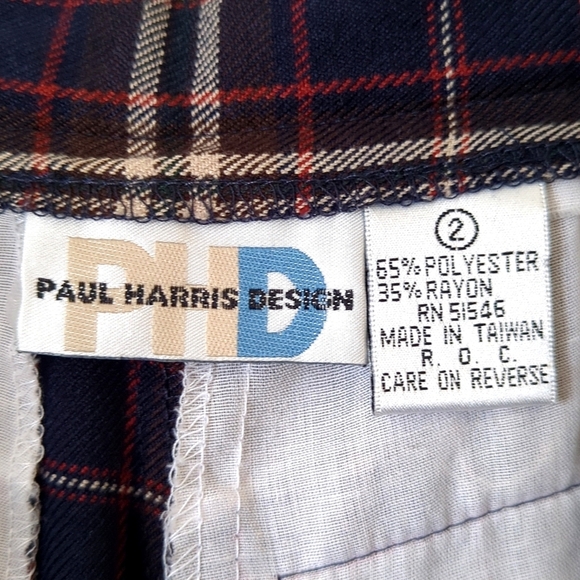 PHD
PAUL HARRIS DESIGN
2
65% POLYESTER
35% RAYON
RN 51546
MADE IN TAIWAN
R. O. C.
CARE ON REVERSE